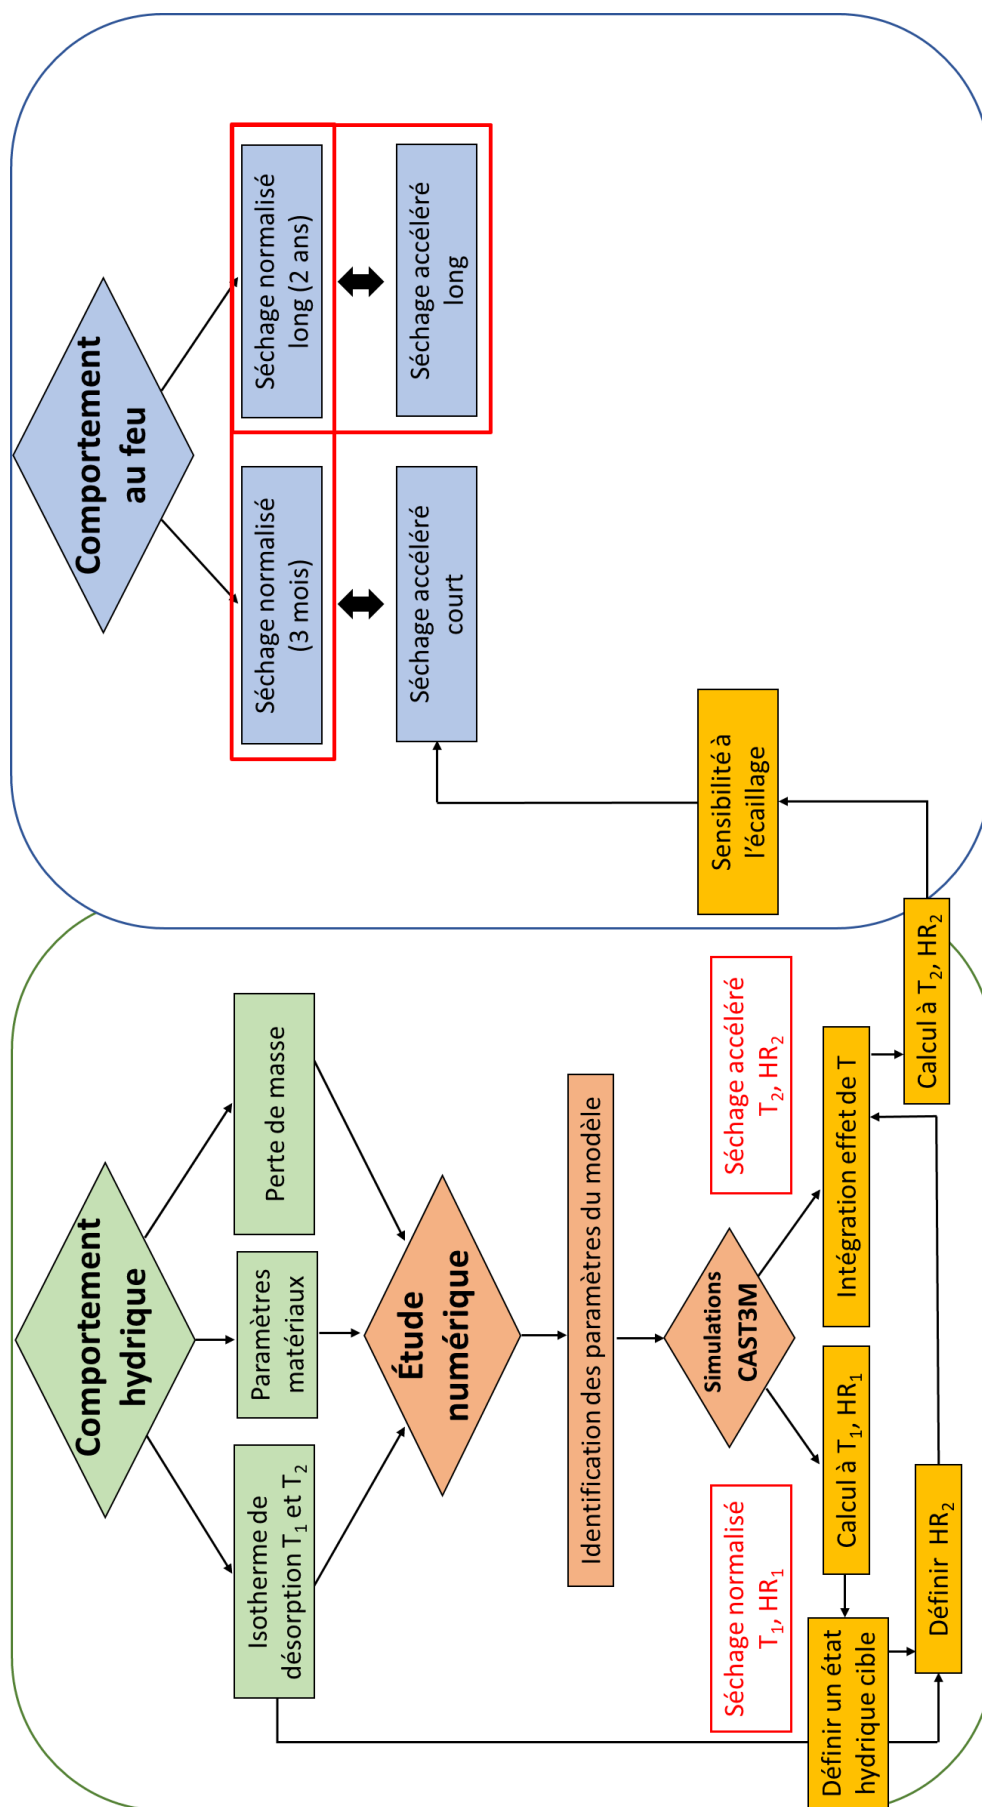 Comportement
hydrique
Isotherme de
désorption T₁ et T₂
Paramètres
matériaux
Perte de masse
Étude
numérique
Identification des paramètres du modèle
Simulations
CAST3M
Séchage normalisé
T₁, HR₁
Séchage accéléré
T₂, HR₂
Calcul à T₁, HR₁
Intégration effet de T
Définir un état
hydrique cible
Définir HR₂
Calcul à T₂, HR₂
Comportement
au feu
Séchage normalisé
(3 mois)
Séchage normalisé
long (2 ans)
Séchage accéléré
court
Séchage accéléré
long
Sensibilité à
l'écaillage